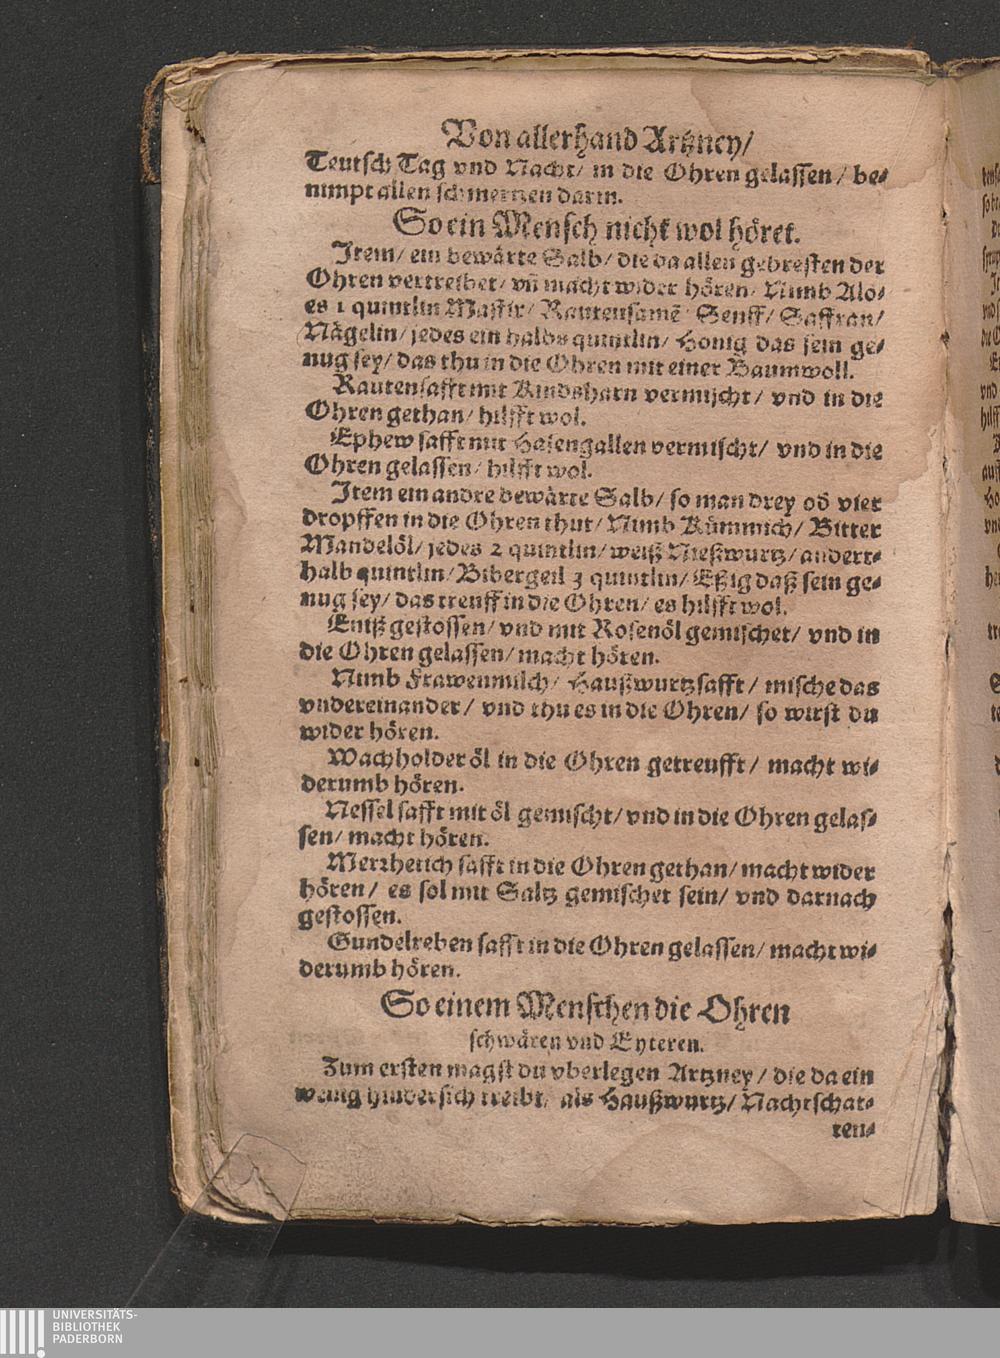 Von allerhand Artzney/
Teutsch Tag vnd Nacht/ in die Ohren gelassen/ be-
nimpt allen schmertzen darin.
So ein Mensch nicht wol höret.
Item/ ein bewärte Salb/ die da allen gebresten der
Ohren vertreibet/ vñ macht wider hören/ Nimb Alo-
es 1 quintlin Mastix/ Rautensamẽ/ Senff/ Saffran/
Nägelin/ jedes ein halbs quintlin/ Honig das sein ge-
nug sey/ das thu in die Ohren mit einer Baumwoll.
Rautensafft mit Kindsharn vermischt/ vnd in die
Ohren gethan/ hilfft wol.
Ephew safft mit Hasengallen vermischt/ vnd in die
Ohren gelassen/ hilfft wol.
Item ein andre bewärte Salb/ so man drey od vier
dropffen in die Ohren thut/ Nimb Kümmich/ Bitter
Mandelöl/ jedes 2 quintlin/ weiß Nießwurtz/ andert-
halb quintlin/ Bibergeil 3 quintlin/ Eßig daß sein ge-
nug sey/ das treuff in die Ohren/ es hilfft wol.
Eniß gestossen/ vnd mit Rosenöl gemischet/ vnd in
die Ohren gelassen/ macht hören.
Nimb Frawenmilch/ Haußwurtzsafft/ mische das
vndereinander/ vnd thu es in die Ohren/ so wirst du
wider hören.
Wachholder öl in die Ohren getreufft/ macht wi-
derumb hören.
Nessel safft mit öl gemischt/ vnd in die Ohren gelas-
sen/ macht hören.
Merrhetich safft in die Ohren gethan/ macht wider
hören/ es sol mit Saltz gemischet sein/ vnd darnach
gestossen.
Gundelreben safft in die Ohren gelassen/ macht wi-
derumb hören.
So einem Menschen die Ohren
schwären vnd Eyteren.
Zum ersten magst du vberlegen Artzney/ die da ein
wenig hindersich treibt/ als Haußwurtz/ Nachtschat-
ten-
UNIVERSITÄTS-
BIBLIOTHEK
PADERBORN